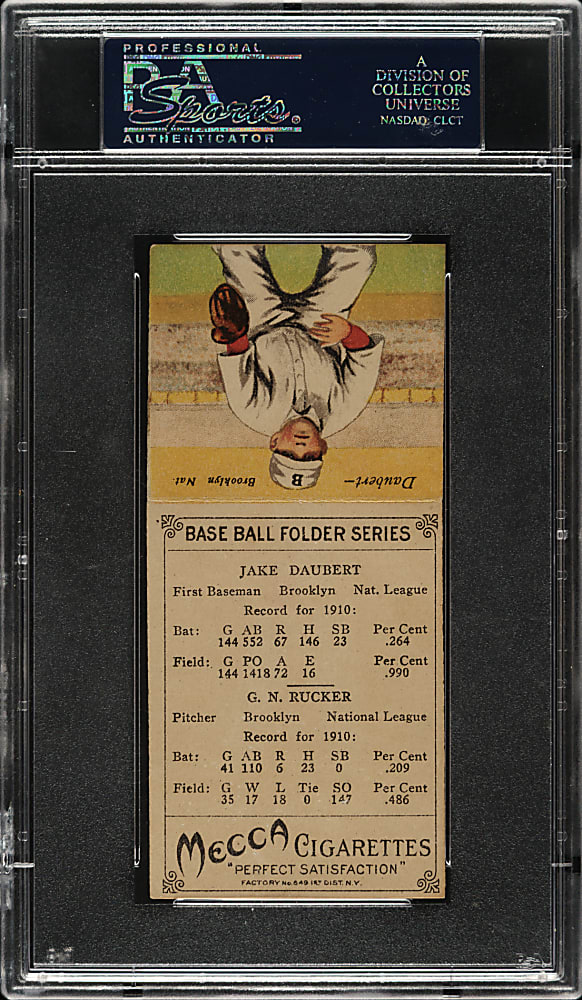 PROFESSIONAL
PSA
Sports®
AUTHENTICATOR
A
DIVISION OF
COLLECTORS
UNIVERSE
NASDAQ: CLCT
B
Daubert— Brooklyn Nat.
BASE BALL FOLDER SERIES
JAKE DAUBERT
First Baseman Brooklyn Nat. League
Record for 1910:
Bat: G AB R H SB Per Cent
144 552 67 146 23 .264
Field: G PO A E Per Cent
144 1418 72 16 .990
G. N. RUCKER
Pitcher Brooklyn National League
Record for 1910:
Bat: G AB R H SB Per Cent
41 110 6 23 0 .209
Field: G W L Tie SO Per Cent
35 17 18 0 147 .486
MECCA CIGARETTES
"PERFECT SATISFACTION"
FACTORY No. 649 1ST DIST. N.Y.